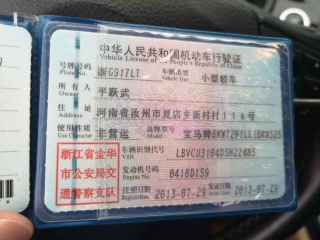 中华人民共和国机动车行驶证
Vehicle License of the People's Republic of China
号牌号码 Plate No. 浙G917LT 车辆类型 Vehicle Type 小型轿车
所有人 Owner 平跃武
住址 Address 河南省汝州市夏店乡新村村116号
使用性质 Use Character 非营运 品牌型号 Model 宝马牌BMW7201LL(BMW525
浙江省金华
市公安局交
通警察支队
车辆识别代号 VIN LBVCU3104DSH22485
发动机号码 Engine No. 0418D159
注册日期 2013-07-29 发证日期 2013-07-29